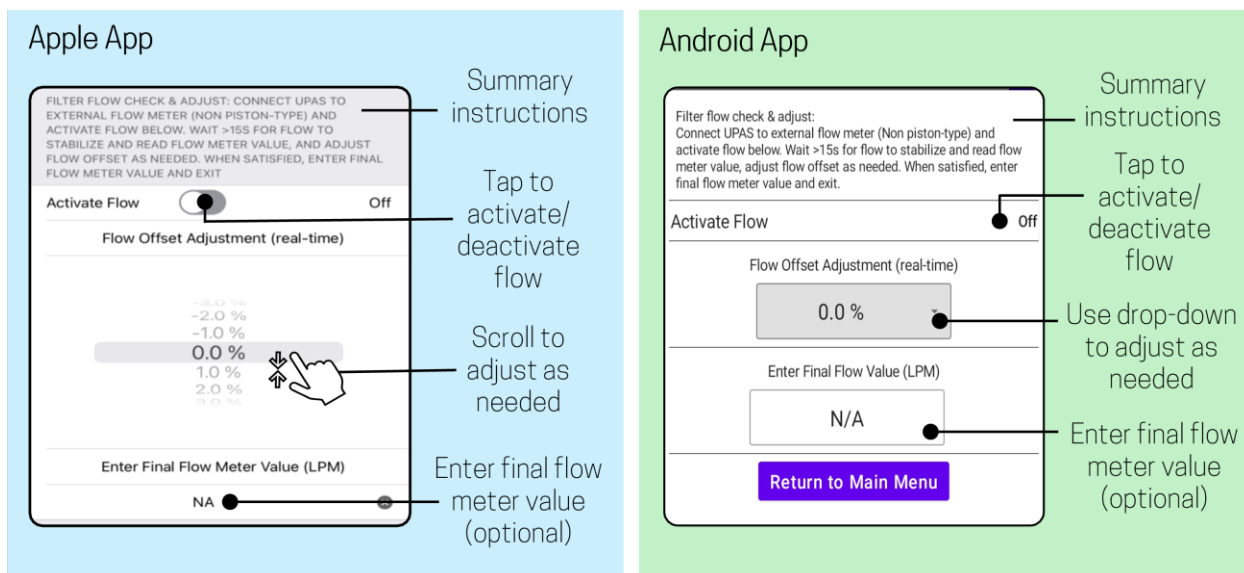 Apple App
FILTER FLOW CHECK & ADJUST: CONNECT UPAS TO
EXTERNAL FLOW METER (NON PISTON-TYPE) AND
ACTIVATE FLOW BELOW. WAIT >15S FOR FLOW TO
STABILIZE AND READ FLOW METER VALUE, AND ADJUST
FLOW OFFSET AS NEEDED. WHEN SATISFIED, ENTER FINAL
FLOW METER VALUE AND EXIT
Summary
instructions
Activate Flow
Off
Tap to
activate/
deactivate
flow
Flow Offset Adjustment (real-time)
-3.0 %
-2.0 %
-1.0 %
0.0 %
1.0 %
2.0 %
3.0 %
Scroll to
adjust as
needed
Enter Final Flow Meter Value (LPM)
NA
Enter final flow
meter value
(optional)
Android App
Filter flow check & adjust:
Connect UPAS to external flow meter (Non piston-type) and
activate flow below. Wait >15s for flow to stabilize and read flow
meter value, adjust flow offset as needed. When satisfied, enter
final flow meter value and exit.
Summary
instructions
Activate Flow
Off
Tap to
activate/
deactivate
flow
Flow Offset Adjustment (real-time)
0.0 %
Use drop-down
to adjust as
needed
Enter Final Flow Value (LPM)
N/A
Enter final flow
meter value
(optional)
Return to Main Menu